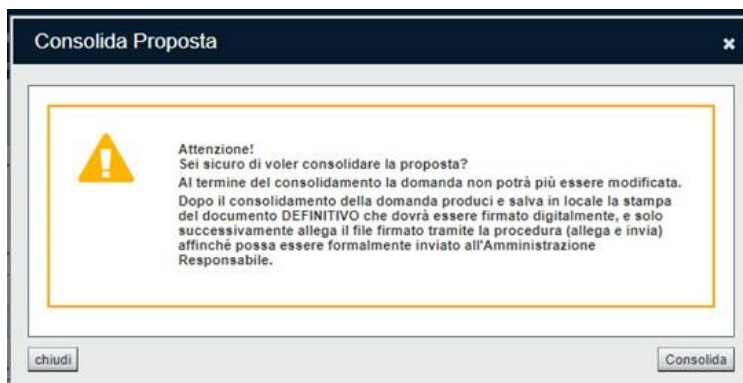 Consolida Proposta
Attenzione!
Sei sicuro di voler consolidare la proposta?
Al termine del consolidamento la domanda non potrà più essere modificata.
Dopo il consolidamento della domanda produci e salva in locale la stampa
del documento DEFINITIVO che dovrà essere firmato digitalmente, e solo
successivamente allega il file firmato tramite la procedura (allega e invia)
affinché possa essere formalmente inviato all'Amministrazione
Responsabile.
chiudi
Consolida